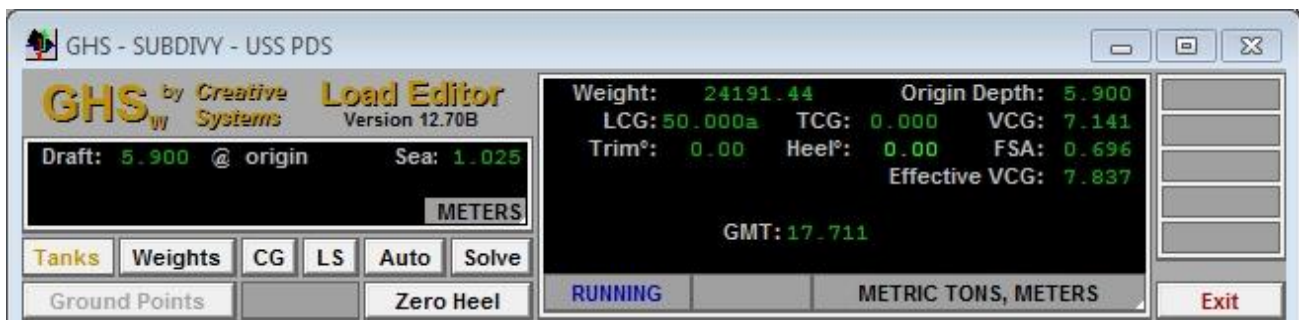 GHS - SUBDIVY - USS PDS
GHS W by Creative Systems Load Editor
Version 12.70B
Draft: 5.900 @ origin Sea: 1.025
METERS
Tanks Weights CG LS Auto Solve
Ground Points Zero Heel
Weight: 24191.44 Origin Depth: 5.900
LCG: 50.000a TCG: 0.000 VCG: 7.141
Trim°: 0.00 Heel°: 0.00 FSA: 0.696
Effective VCG: 7.837
GMT: 17.711
RUNNING METRIC TONS, METERS
Exit